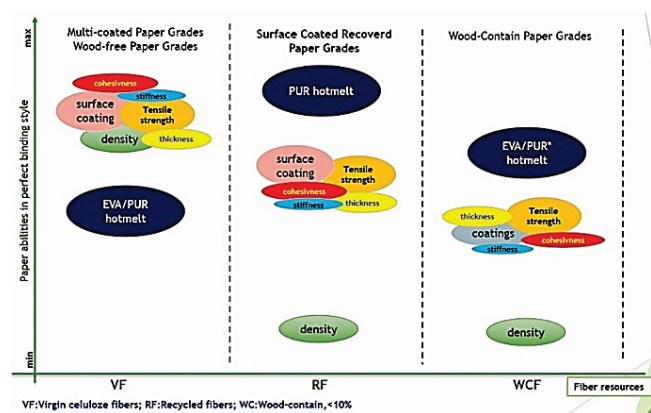 Multi-coated Paper Grades
Wood-free Paper Grades
Surface Coated Recoverd
Paper Grades
Wood-Contain Paper Grades
max
Paper abilities in perfect binding style
min
cohesivness
stiffness
surface
coating
Tensile
strength
density
thickness
EVA/PUR
hotmelt
PUR hotmelt
surface
coating
Tensile
strength
cohesivness
stiffness
thickness
density
EVA/PUR*
hotmelt
thickness
Tensile
strength
coatings
cohesivness
stiffness
density
VF
RF
WCF
Fiber resources
VF:Virgin celuloze fibers; RF:Recycled fibers; WC:Wood-contain,<10%